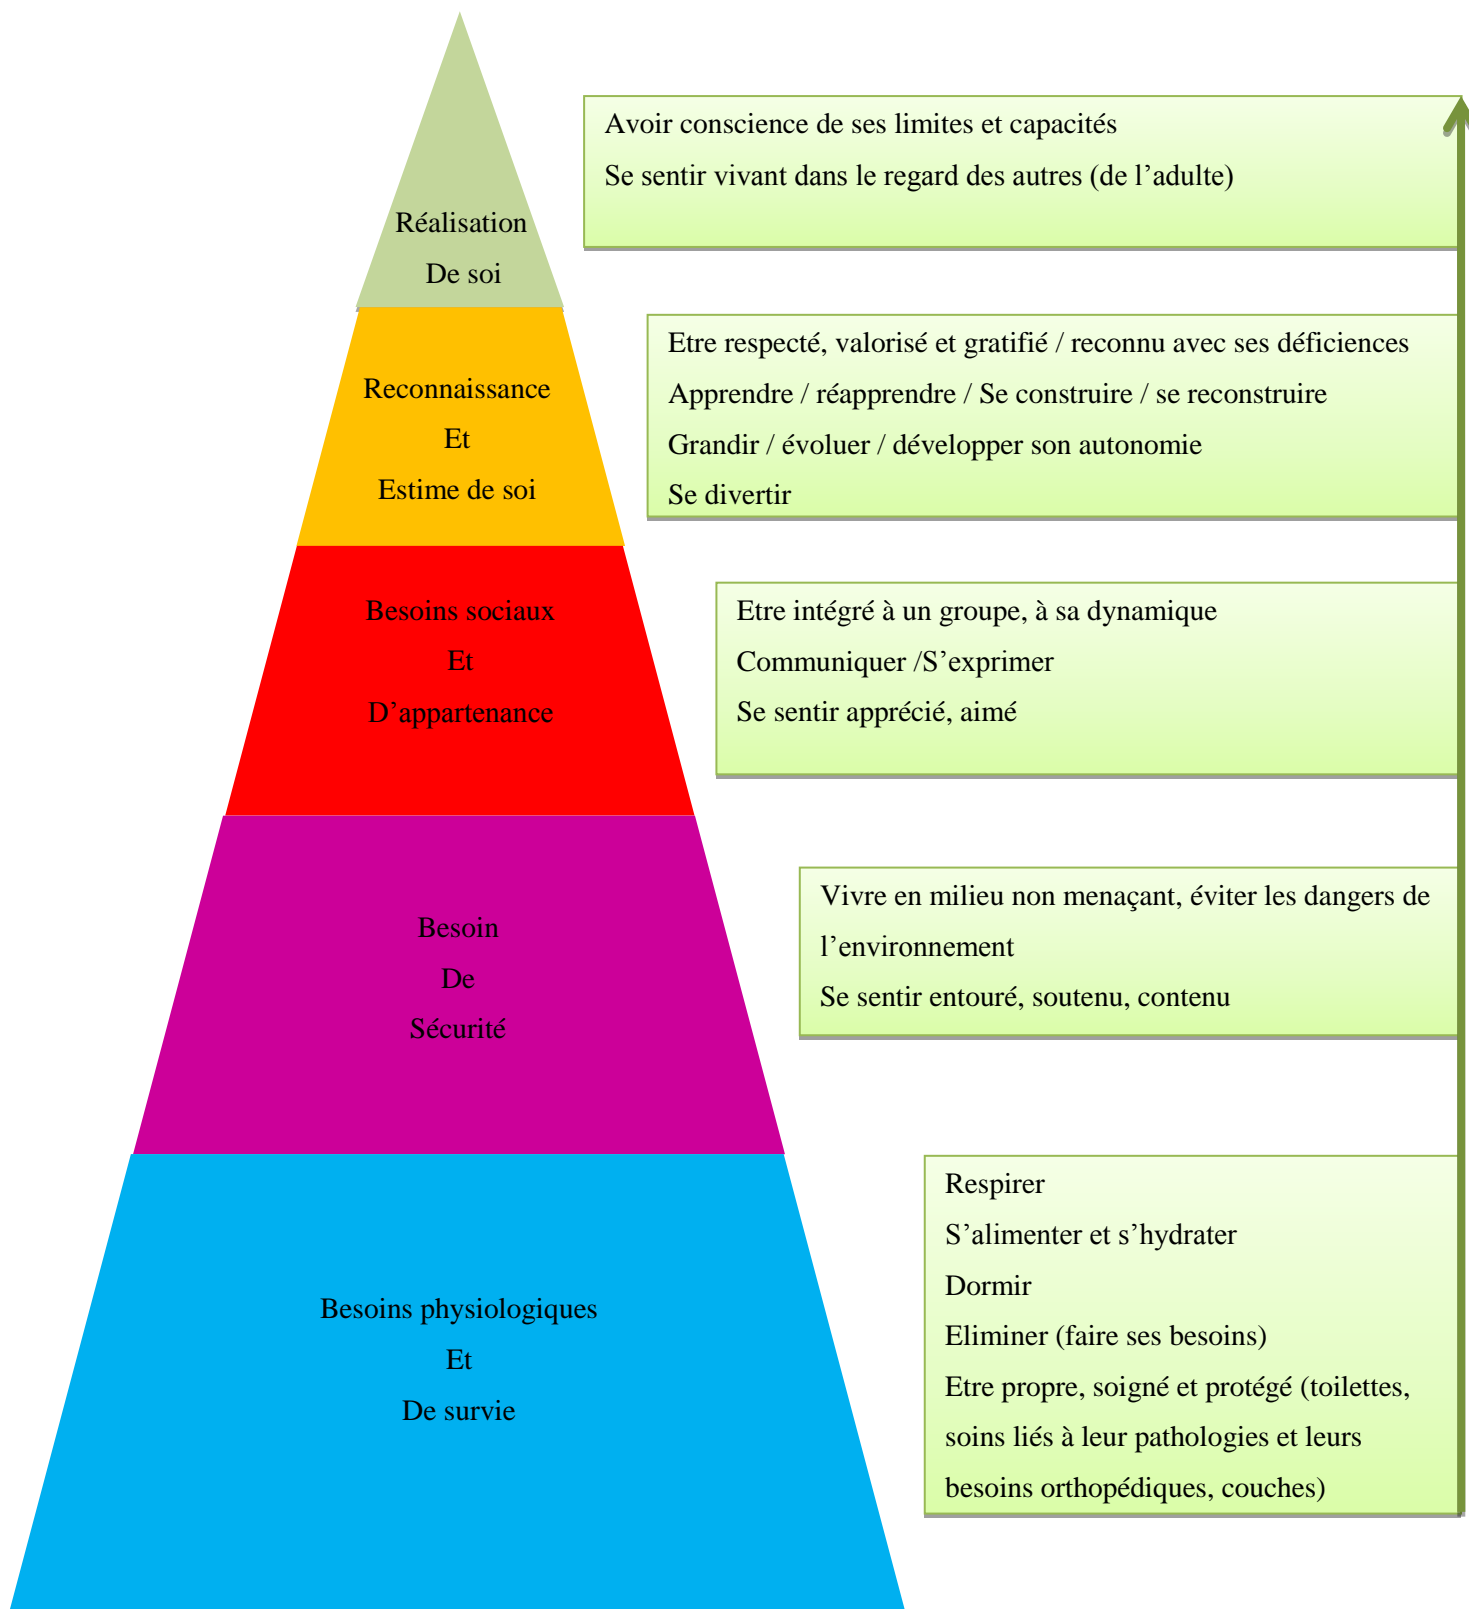 Avoir conscience de ses limites et capacités
Se sentir vivant dans le regard des autres (de l’adulte)
Réalisation
De soi
Etre respecté, valorisé et gratifié / reconnu avec ses déficiences
Apprendre / réapprendre / Se construire / se reconstruire
Grandir / évoluer / développer son autonomie
Se divertir
Reconnaissance
Et
Estime de soi
Etre intégré à un groupe, à sa dynamique
Communiquer /S’exprimer
Se sentir apprécié, aimé
Besoins sociaux
Et
D’appartenance
Vivre en milieu non menaçant, éviter les dangers de
l’environnement
Se sentir entouré, soutenu, contenu
Besoin
De
Sécurité
Respirer
S’alimenter et s’hydrater
Dormir
Eliminer (faire ses besoins)
Etre propre, soigné et protégé (toilettes,
soins liés à leur pathologies et leurs
besoins orthopédiques, couches)
Besoins physiologiques
Et
De survie